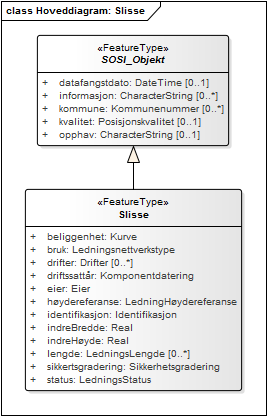 class Hoveddiagram: Slisse
«FeatureType»
SOSI_Objekt
+ datafangstdato: DateTime [0..1]
+ informasjon: CharacterString [0..*]
+ kommune: Kommunenummer [0..*]
+ kvalitet: Posisjonskvalitet [0..1]
+ opphav: CharacterString [0..1]
«FeatureType»
Slisse
+ beliggenhet: Kurve
+ bruk: Ledningsnettverkstype
+ drifter: Drifter [0..*]
+ driftssattår: Komponentdatering
+ eier: Eier
+ høydereferanse: LedningHøydereferanse
+ identifikasjon: Identifikasjon
+ indreBredde: Real
+ indreHøyde: Real
+ lengde: LedningsLengde [0..*]
+ sikkertsgradering: Sikkerhetsgradering
+ status: LedningsStatus